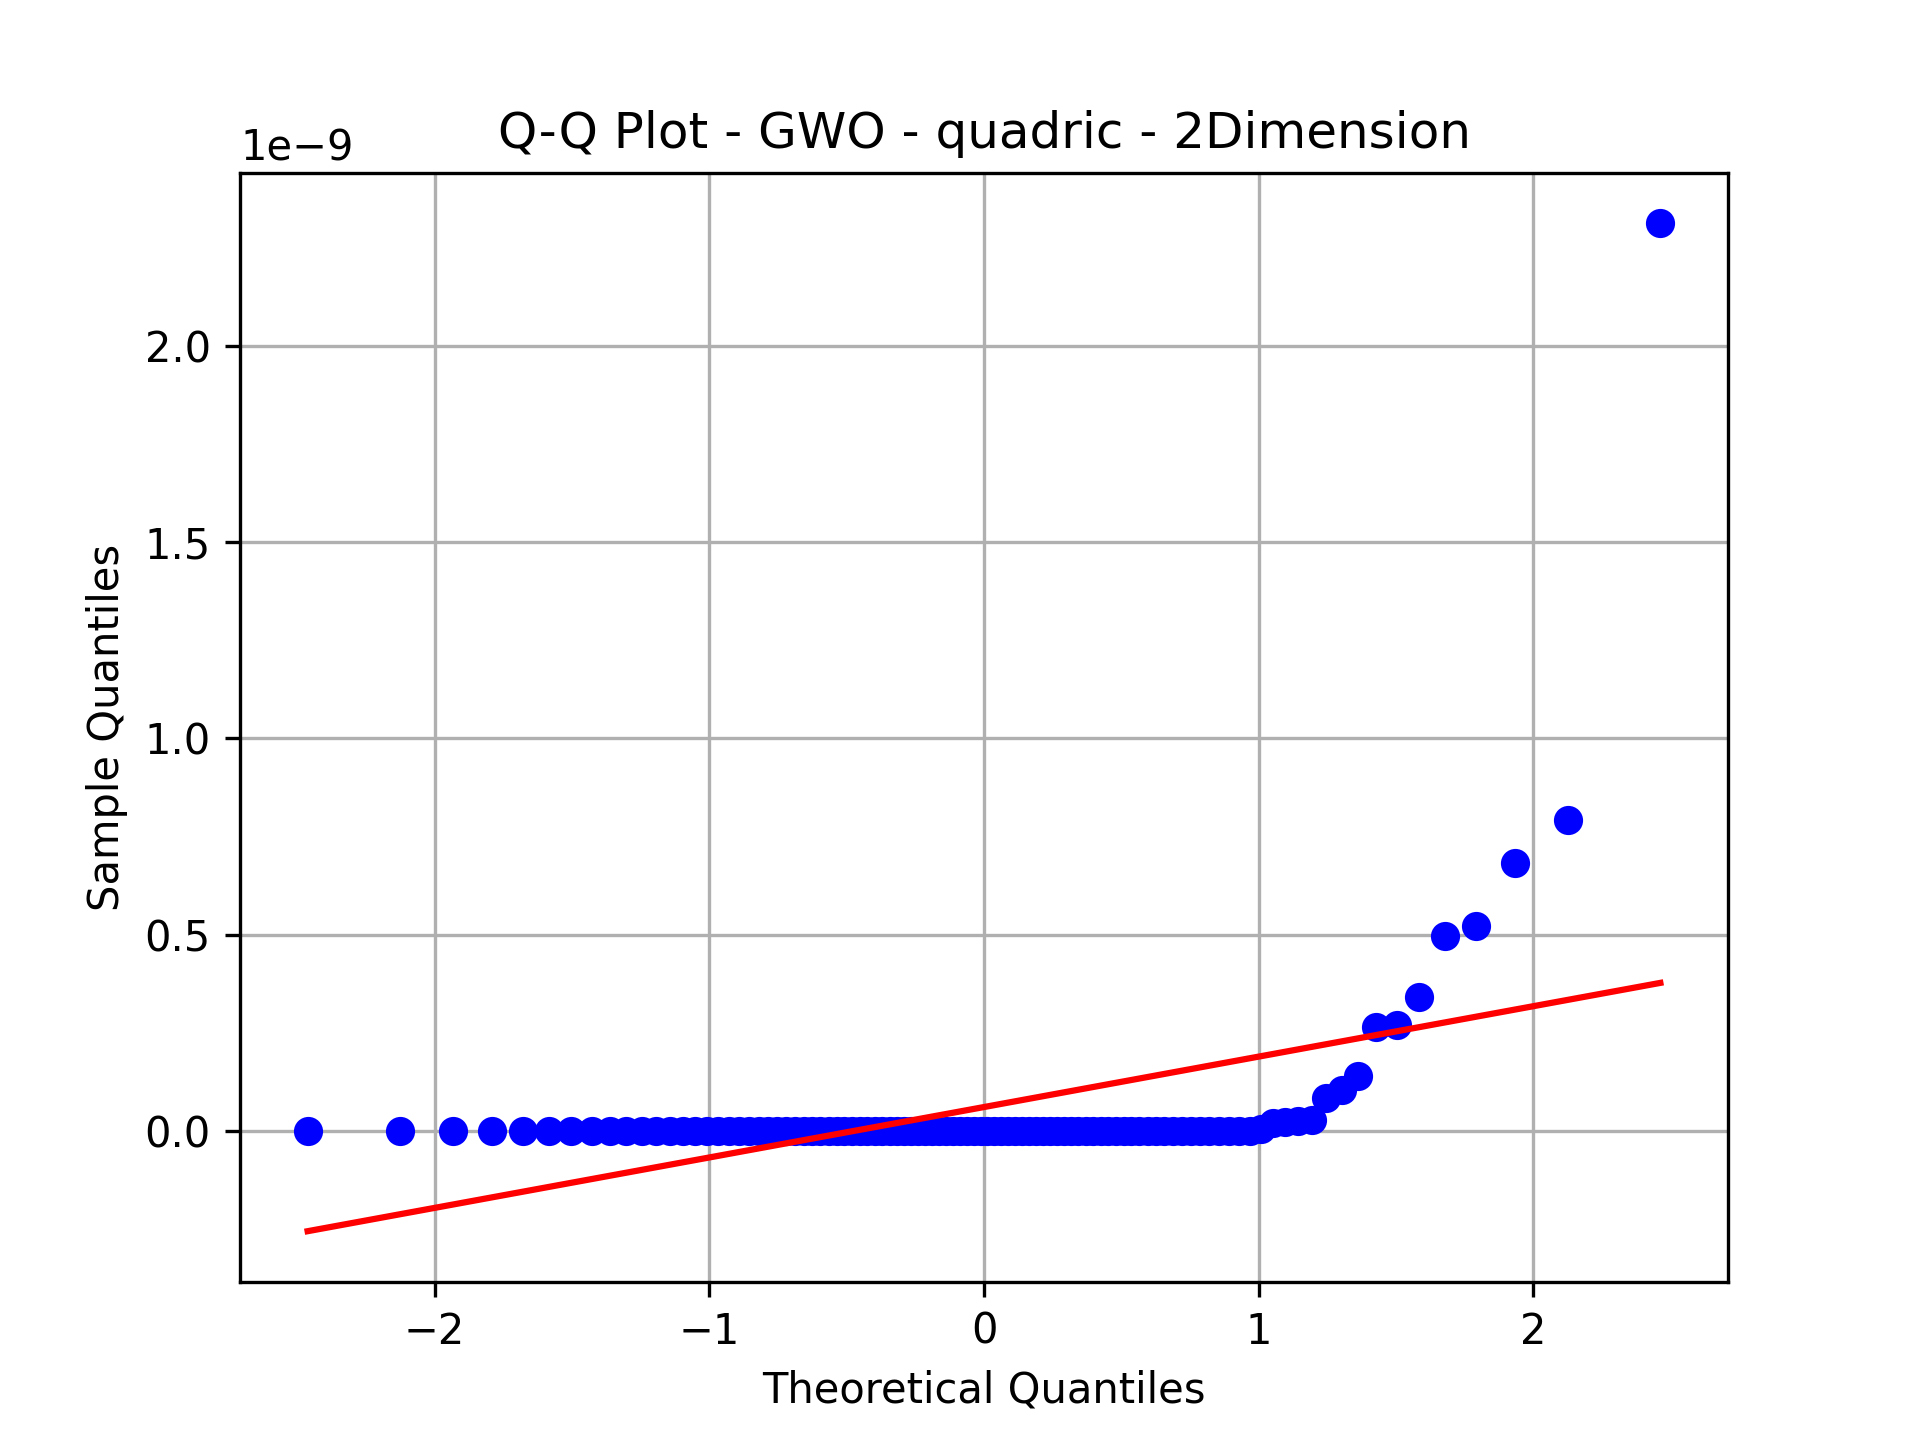 Q-Q Plot - GWO - quadric - 2Dimension
1e−9
2.0
1.5
1.0
0.5
0.0
Sample Quantiles
−2
−1
0
1
2
Theoretical Quantiles